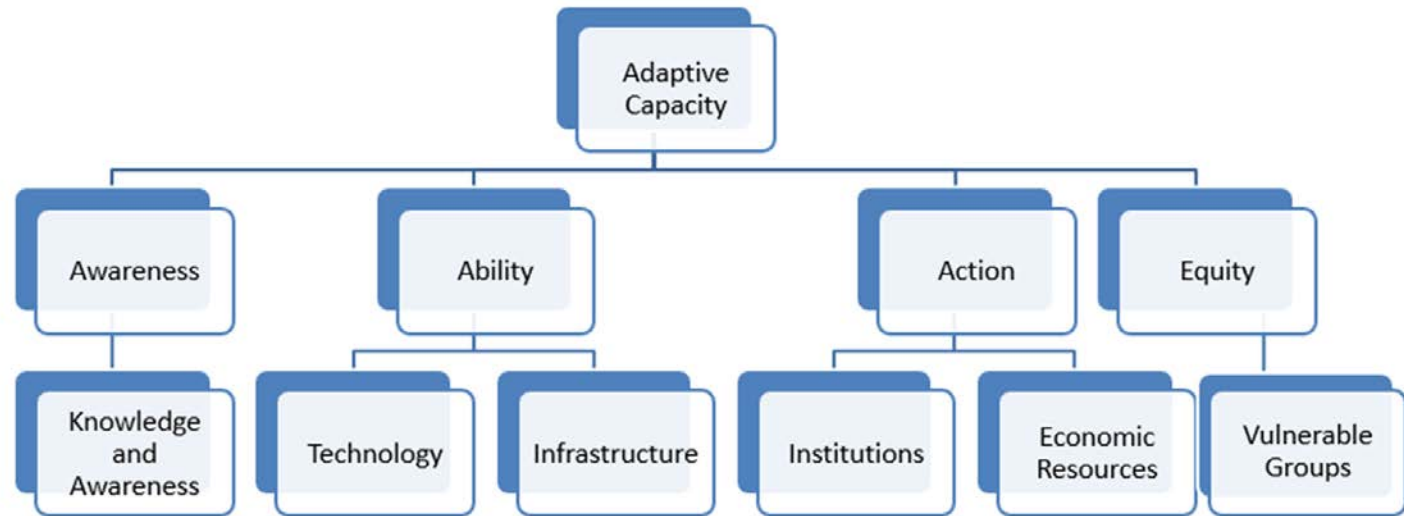 Adaptive
Capacity
Awareness
Ability
Action
Equity
Knowledge
and
Awareness
Technology
Infrastructure
Institutions
Economic
Resources
Vulnerable
Groups